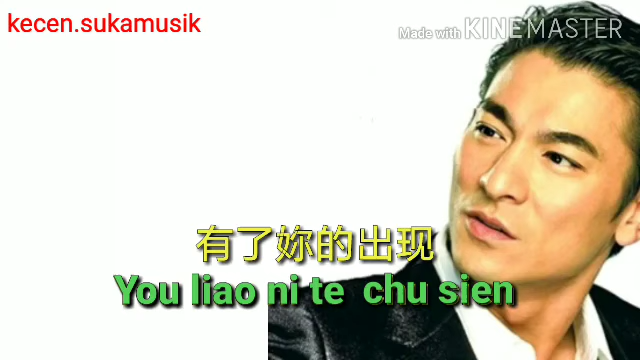 kecen.sukamusik
Made with KINEMASTER
有了妳的出现
You liao ni te chu sien